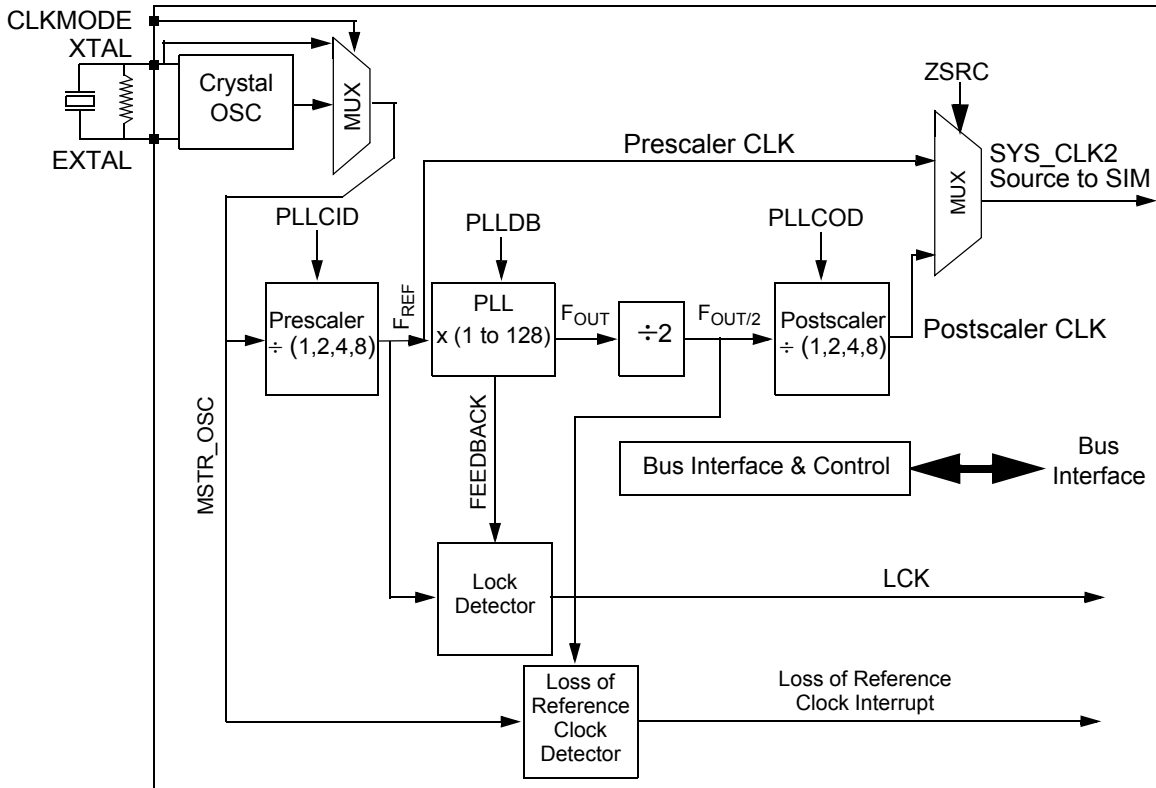 CLKMODE
XTAL
EXTAL
Crystal
OSC
MUX
ZSRC
Prescaler CLK
MUX
SYS_CLK2
Source to SIM
PLLCID
PLLDB
PLLCOD
Prescaler
÷ (1,2,4,8)
FREF
PLL
x (1 to 128)
FOUT
÷2
FOUT/2
Postscaler
÷ (1,2,4,8)
Postscaler CLK
MSTR_OSC
FEEDBACK
Bus Interface & Control
Bus
Interface
Lock
Detector
LCK
Loss of
Reference
Clock
Detector
Loss of Reference
Clock Interrupt